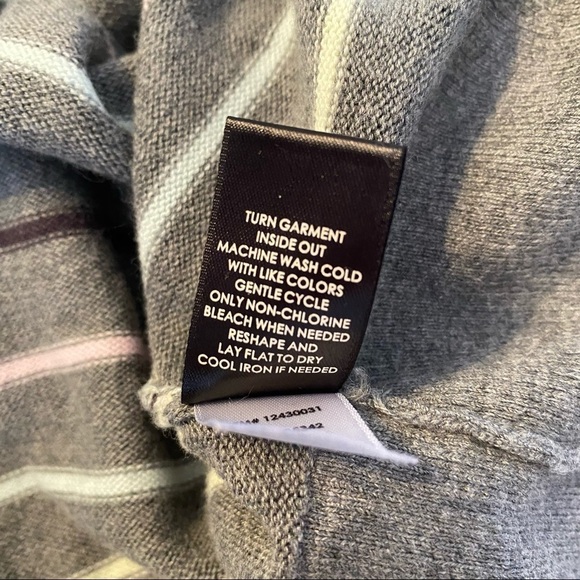 TURN GARMENT
INSIDE OUT
MACHINE WASH COLD
WITH LIKE COLORS
GENTLE CYCLE
ONLY NON-CHLORINE
BLEACH WHEN NEEDED
RESHAPE AND
LAY FLAT TO DRY
COOL IRON IF NEEDED
12430031